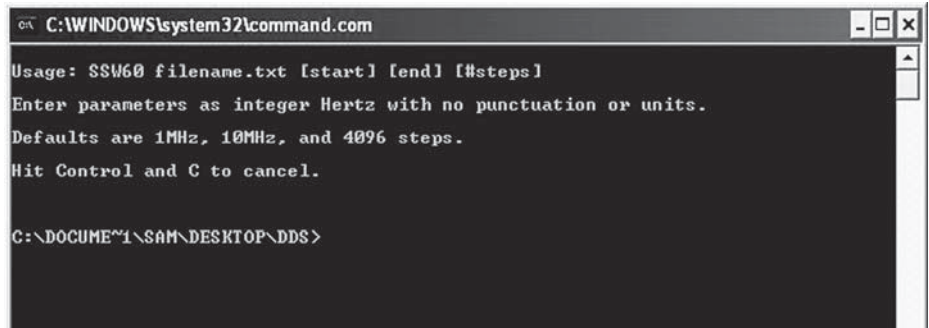 C:\WINDOWS\system32\command.com
Usage: SSW60 filename.txt [start] [end] [#steps]
Enter parameters as integer Hertz with no punctuation or units.
Defaults are 1MHz, 10MHz, and 4096 steps.
Hit Control and C to cancel.
C:\DOCUME~1\SAM\DESKTOP\DDS>